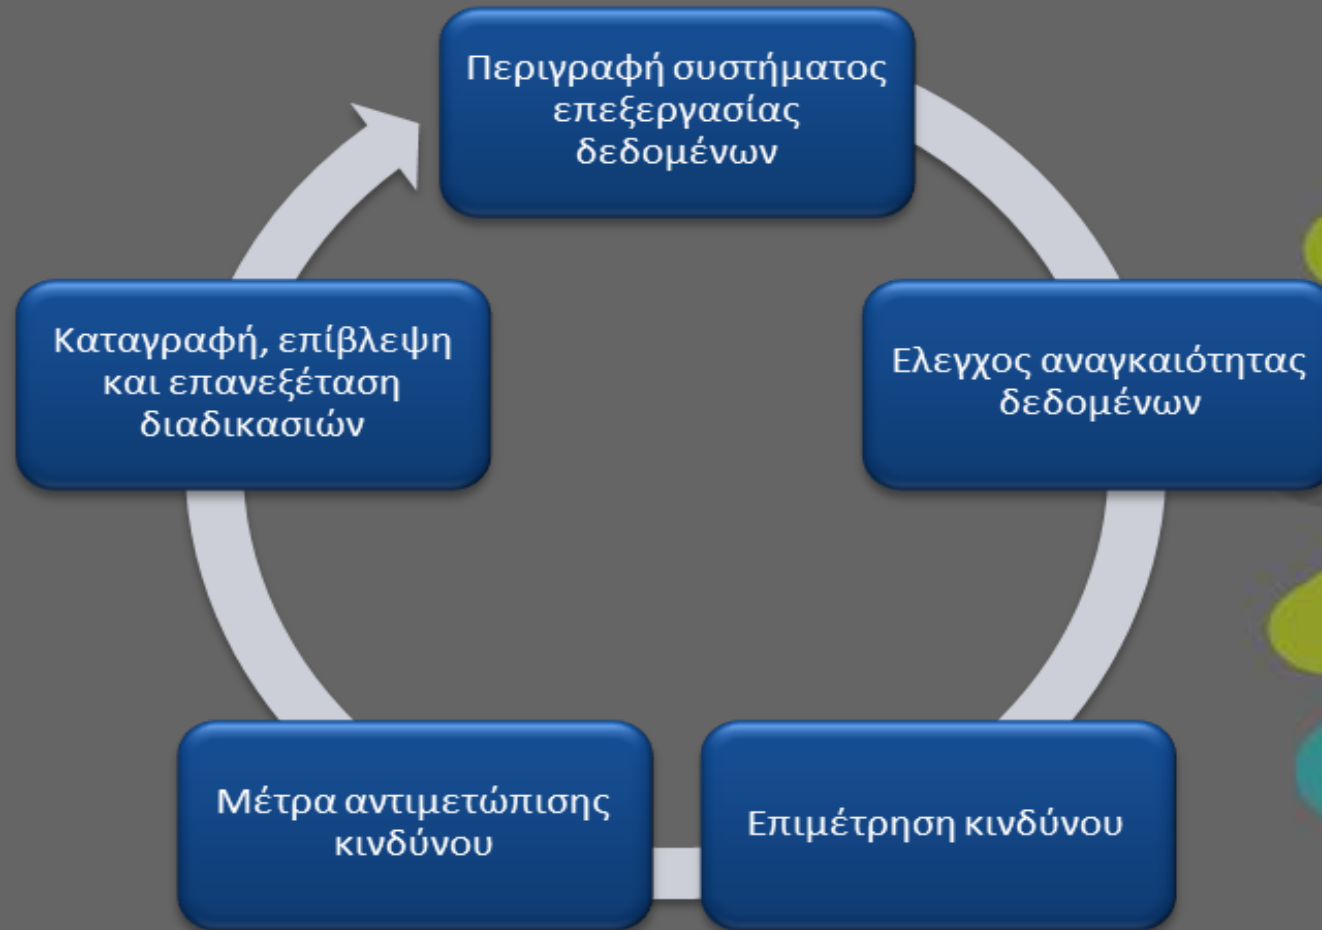 Περιγραφή συστήματος
επεξεργασίας
δεδομένων
Ελεγχος αναγκαιότητας
δεδομένων
Επιμέτρηση κινδύνου
Μέτρα αντιμετώπισης
κινδύνου
Καταγραφή, επίβλεψη
και επανεξέταση
διαδικασιών